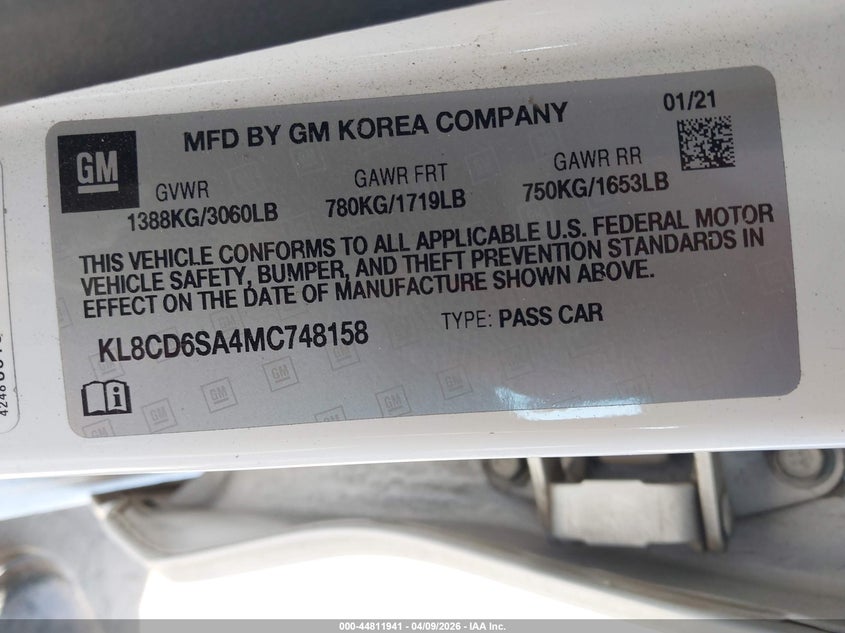 MFD BY GM KOREA COMPANY
01/21
GM
GVWR
1388KG/3060LB
GAWR FRT
780KG/1719LB
GAWR RR
750KG/1653LB
THIS VEHICLE CONFORMS TO ALL APPLICABLE U.S. FEDERAL MOTOR
VEHICLE SAFETY, BUMPER, AND THEFT PREVENTION STANDARDS IN
EFFECT ON THE DATE OF MANUFACTURE SHOWN ABOVE.
KL8CD6SA4MC748158
TYPE: PASS CAR
000-44811941 - 04/09/2026 - IAA Inc.